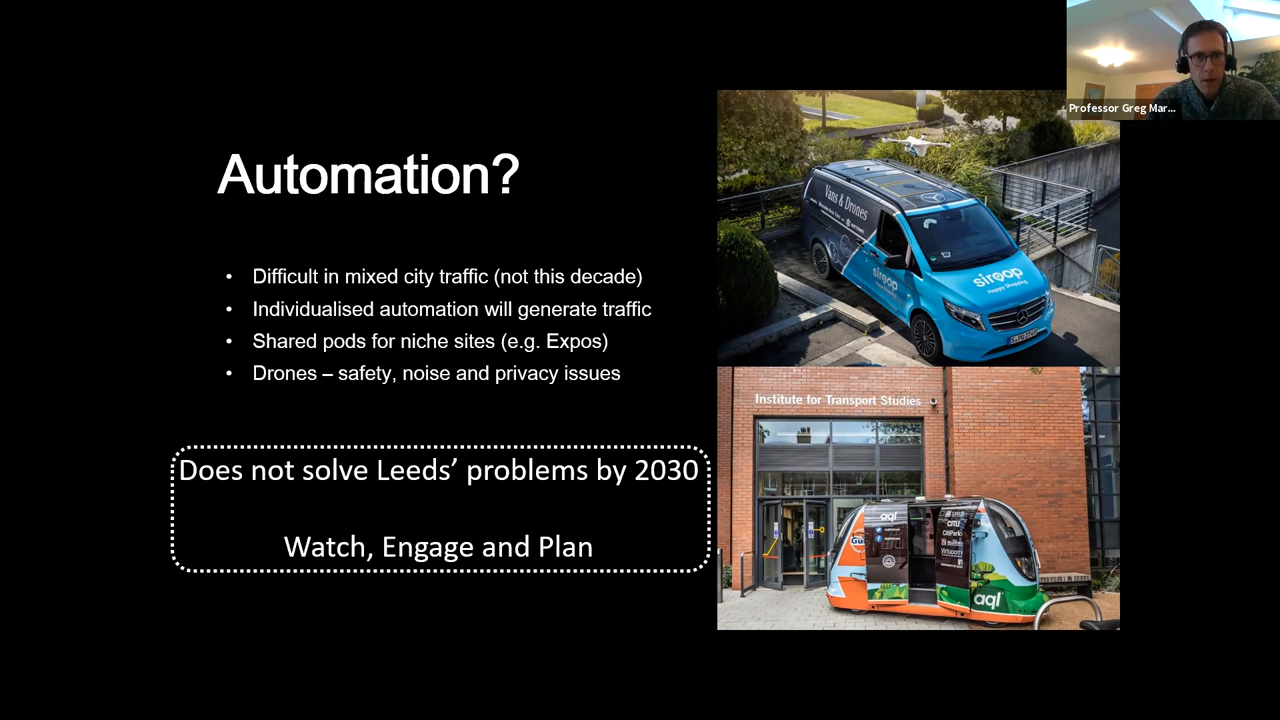 Professor Greg Mar...
Automation?
• Difficult in mixed city traffic (not this decade)
• Individualised automation will generate traffic
• Shared pods for niche sites (e.g. Expos)
• Drones – safety, noise and privacy issues
Does not solve Leeds’ problems by 2030
Watch, Engage and Plan
Vans & Drones
siroop
siroop
Happy Shopping
Institute for Transport Studies
aql
aql